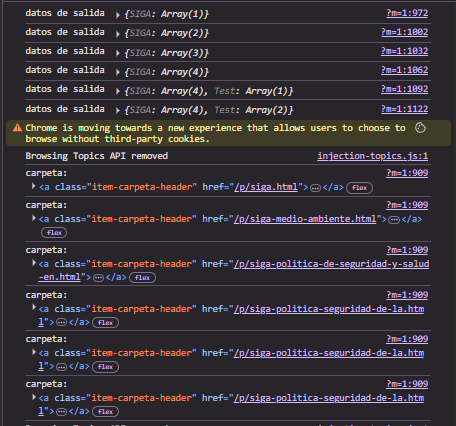 datos de salida {SIGA: Array(1)} ?m=1:972
datos de salida {SIGA: Array(2)} ?m=1:1002
datos de salida {SIGA: Array(3)} ?m=1:1032
datos de salida {SIGA: Array(4)} ?m=1:1062
datos de salida {SIGA: Array(4), Test: Array(1)} ?m=1:1092
datos de salida {SIGA: Array(4), Test: Array(2)} ?m=1:1122
Chrome is moving towards a new experience that allows users to choose to
browse without third-party cookies.
Browsing Topics API removed injection-topics.js:1
carpeta: ?m=1:909
<a class="item-carpeta-header" href="/p/siga.html">…</a> flex
carpeta: ?m=1:909
<a class="item-carpeta-header" href="/p/siga-medio-ambiente.html">…</a>
flex
carpeta: ?m=1:909
<a class="item-carpeta-header" href="/p/siga-politica-de-seguridad-y-salud
-en.html">…</a> flex
carpeta: ?m=1:909
<a class="item-carpeta-header" href="/p/siga-politica-seguridad-de-la.htm
l">…</a> flex
carpeta: ?m=1:909
<a class="item-carpeta-header" href="/p/siga-politica-seguridad-de-la.htm
l">…</a> flex
carpeta: ?m=1:909
<a class="item-carpeta-header" href="/p/siga-politica-seguridad-de-la.htm
l">…</a> flex